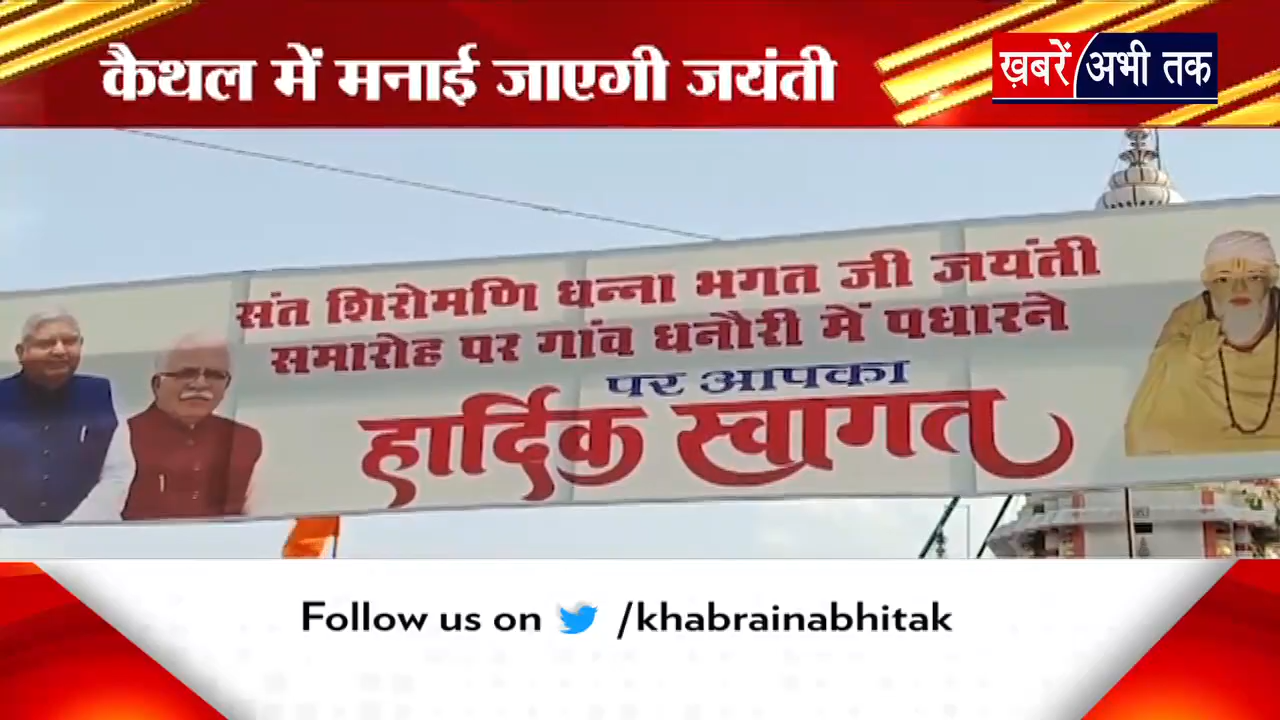 कैथल में मनाई जाएगी जयंती
ख़बरें अभी तक
संत शिरोमणि धन्ना भगत जी जयंती
समारोह पर गांव धनौरी में पधारने
पर आपका
हार्दिक स्वागत
Follow us on /khabrainabhitak